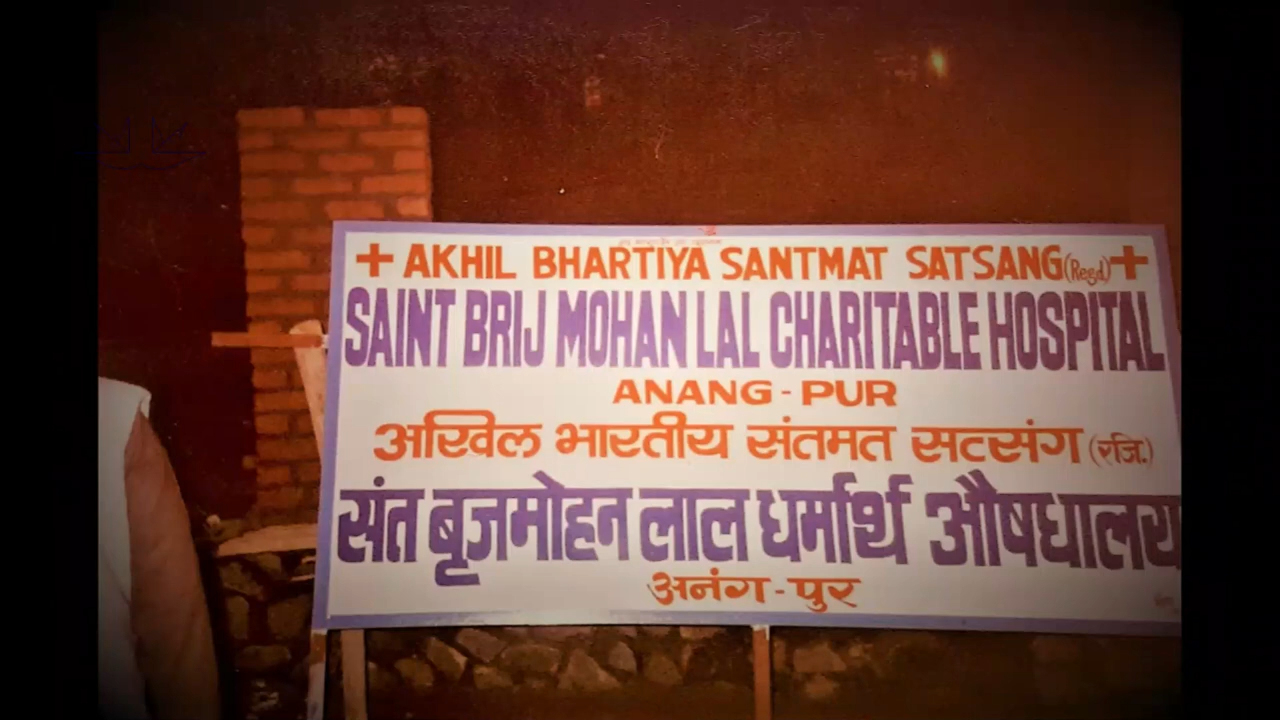 + AKHIL BHARTIYA SANTMAT SATSANG (Regd) +
SAINT BRIJ MOHAN LAL CHARITABLE HOSPITAL
ANANG - PUR
अखिल भारतीय संतमत सत्संग (रजि.)
संत बृजमोहन लाल धर्मार्थ औषधालय
अनंग - पुर